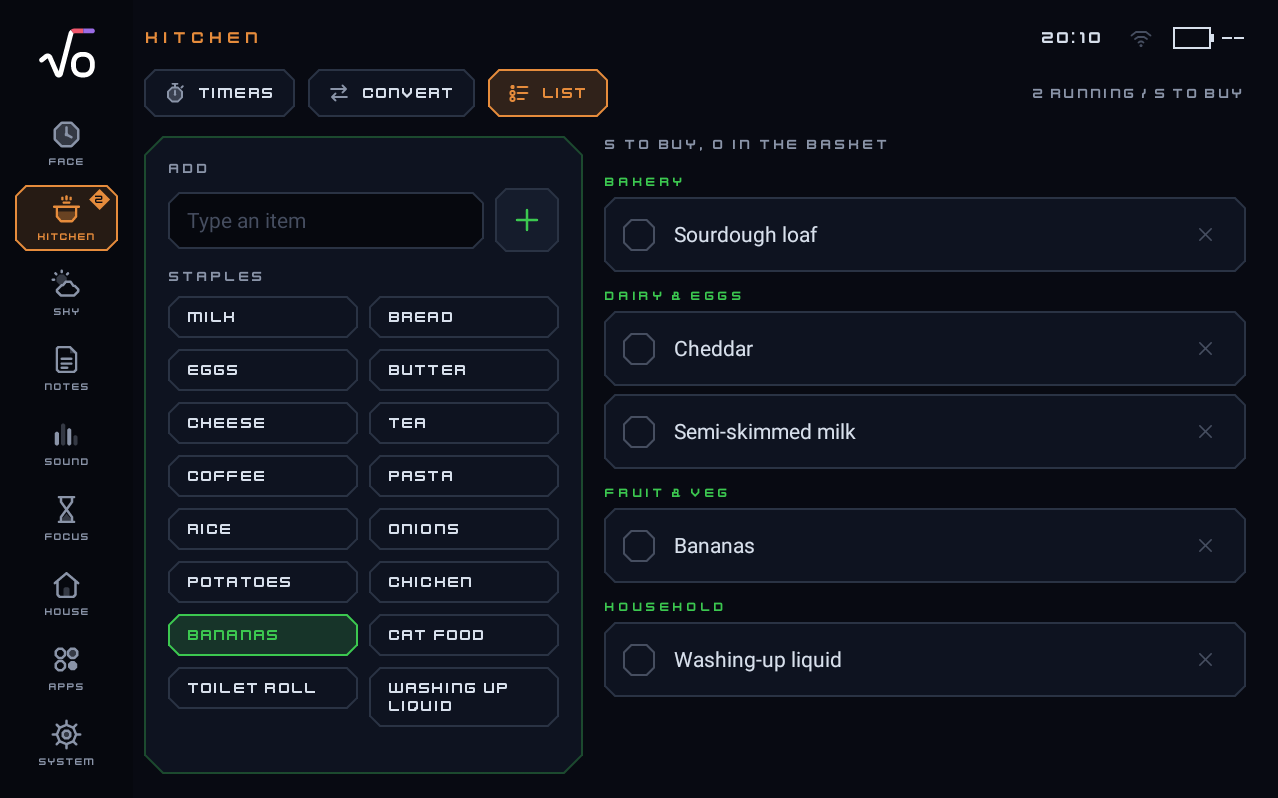 √o
HITCHEN
20:10
--
TIMERS
CONVERT
LIST
2 RUNNING / 5 TO BUY
FACE
2
HITCHEN
SKY
NOTES
SOUND
FOCUS
HOUSE
APPS
SYSTEM
ADD
Type an item
+
STAPLES
MILK
BREAD
EGGS
BUTTER
CHEESE
TEA
COFFEE
PASTA
RICE
ONIONS
POTATOES
CHICKEN
BANANAS
CAT FOOD
TOILET ROLL
WASHING UP
LIQUID
5 TO BUY, 0 IN THE BASKET
BAKERY
Sourdough loaf
DAIRY & EGGS
Cheddar
Semi-skimmed milk
FRUIT & VEG
Bananas
HOUSEHOLD
Washing-up liquid